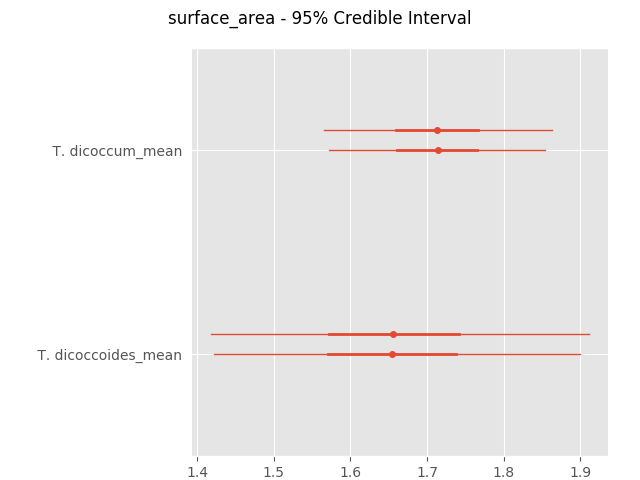 surface_area - 95% Credible Interval
T. dicoccum_mean
T. dicoccoides_mean
1.4 1.5 1.6 1.7 1.8 1.9